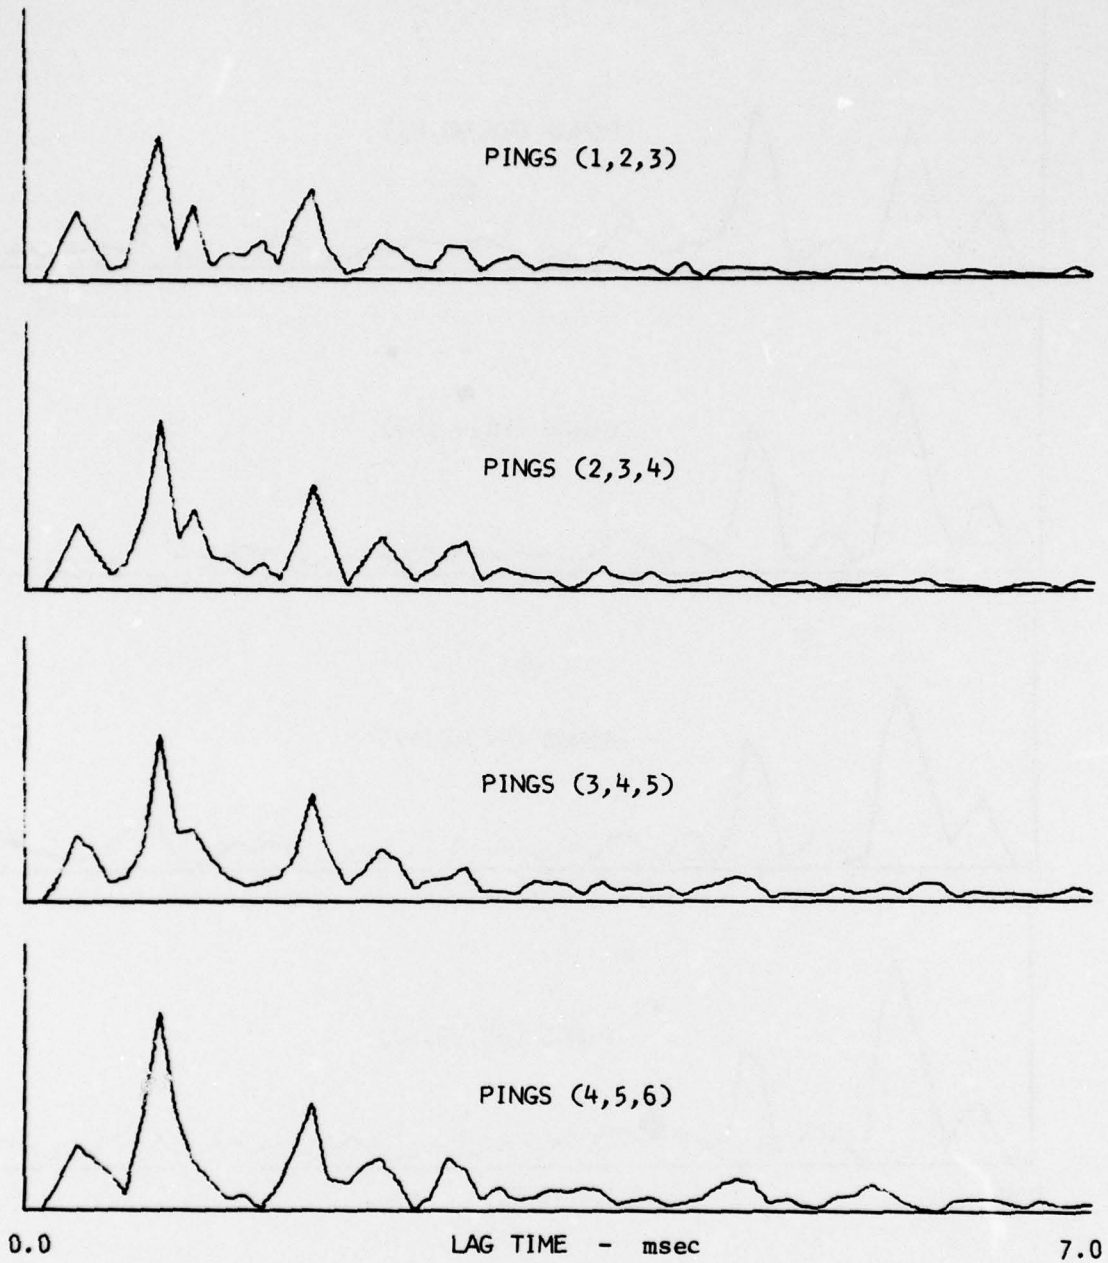 PINGS (1,2,3)
PINGS (2,3,4)
PINGS (3,4,5)
PINGS (4,5,6)
0.0 LAG TIME - msec 7.0